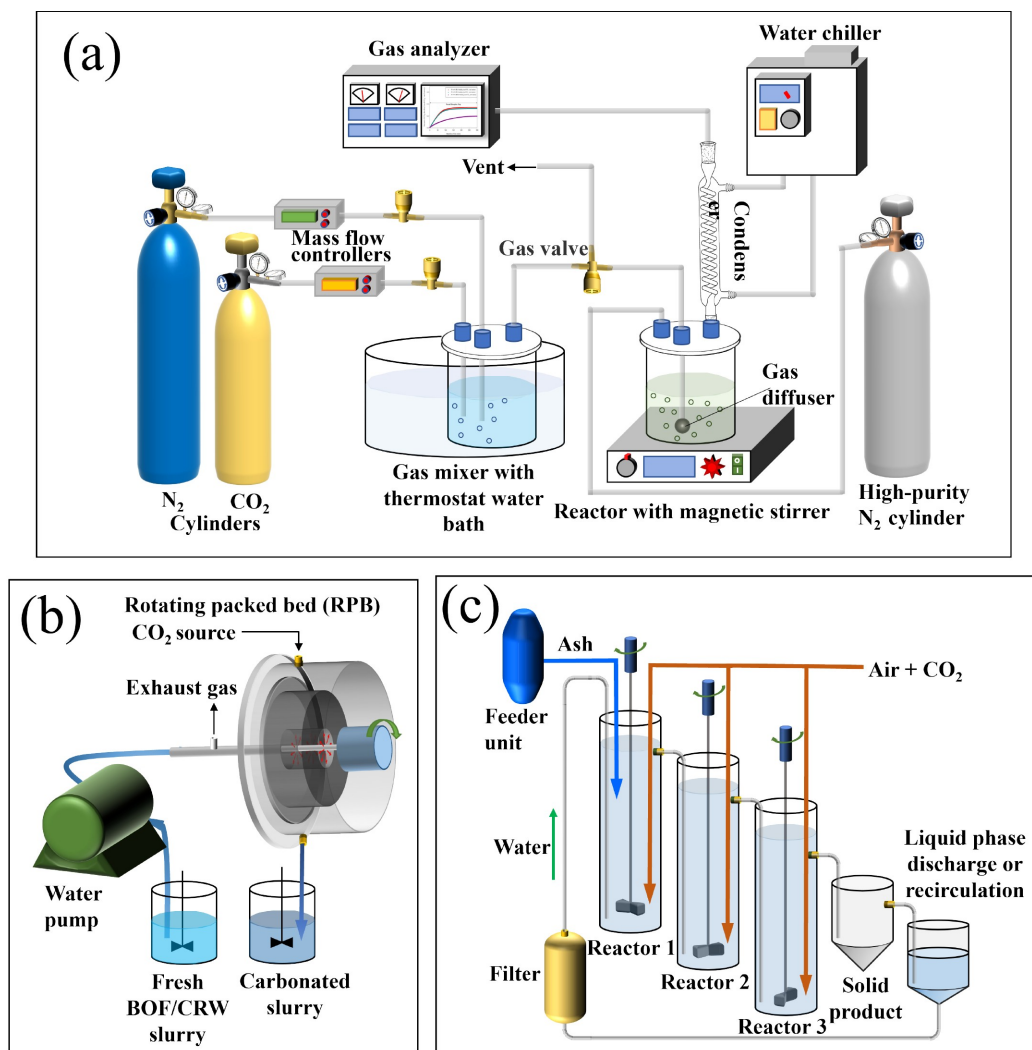 (a)
Gas analyzer
Water chiller
Vent
Mass flow
controllers
Gas valve
Condens
er
Gas
diffuser
N2
CO2
Cylinders
Gas mixer with
thermostat water
bath
Reactor with magnetic stirrer
High-purity
N2 cylinder
(b)
Rotating packed bed (RPB)
CO2 source
Exhaust gas
Water
pump
Fresh
BOF/CRW
slurry
Carbonated
slurry
(c)
Ash
Air + CO2
Feeder
unit
Water
Liquid phase
discharge or
recirculation
Filter
Reactor 1
Reactor 2
Reactor 3
Solid
product